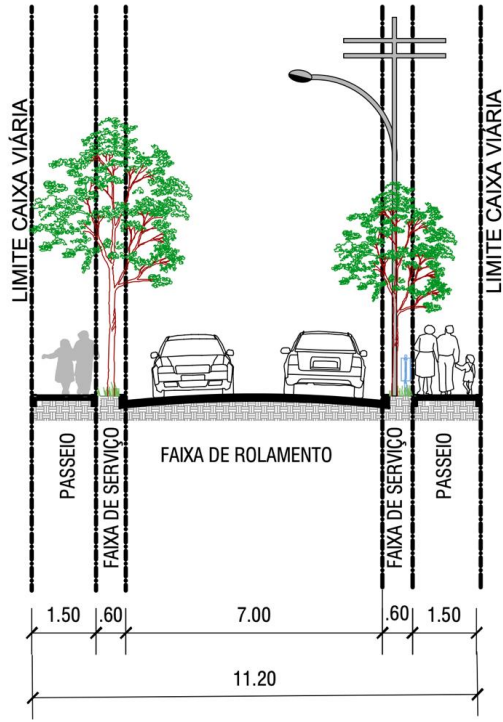 LIMITE CAIXA VIÁRIA
LIMITE CAIXA VIÁRIA
PASSEIO
FAIXA DE SERVIÇO
FAIXA DE ROLAMENTO
FAIXA DE SERVIÇO
PASSEIO
1.50 .60 7.00 .60 1.50
11.20